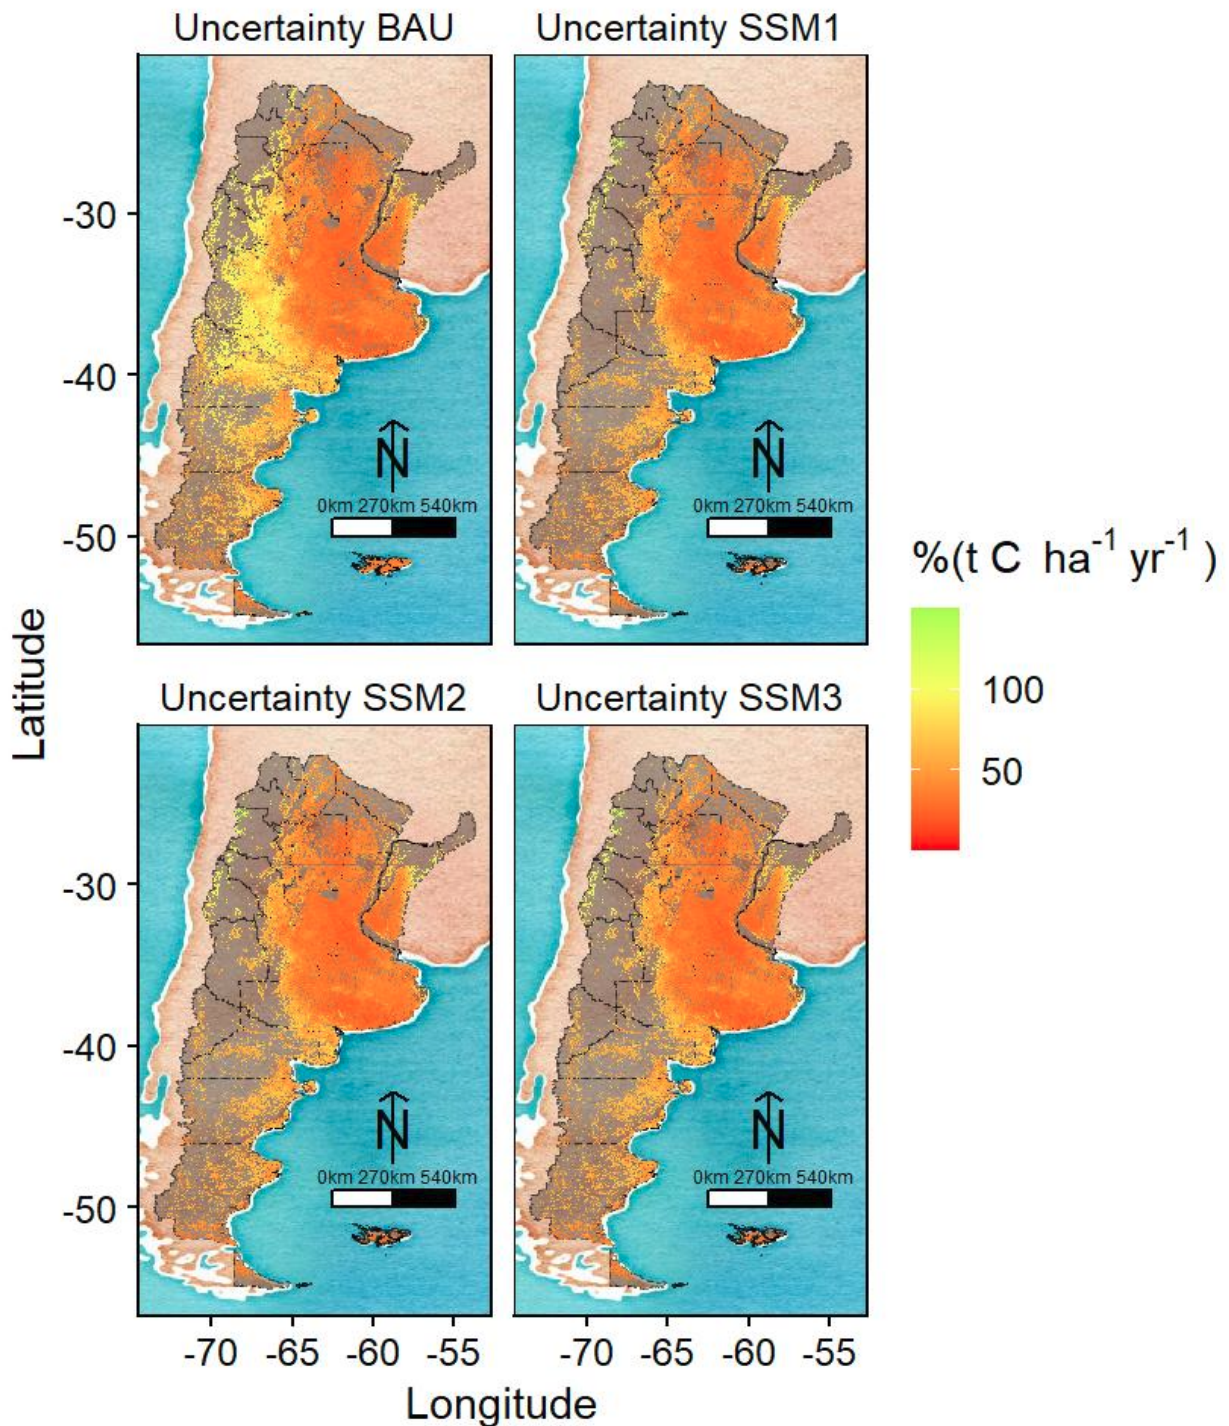 Uncertainty BAU
Uncertainty SSM1
-30
-40
-50
N
0km 270km 540km
N
0km 270km 540km
%(t C ha⁻¹ yr⁻¹ )
100
50
Latitude
Uncertainty SSM2
Uncertainty SSM3
-30
-40
-50
N
0km 270km 540km
N
0km 270km 540km
-70 -65 -60 -55
-70 -65 -60 -55
Longitude